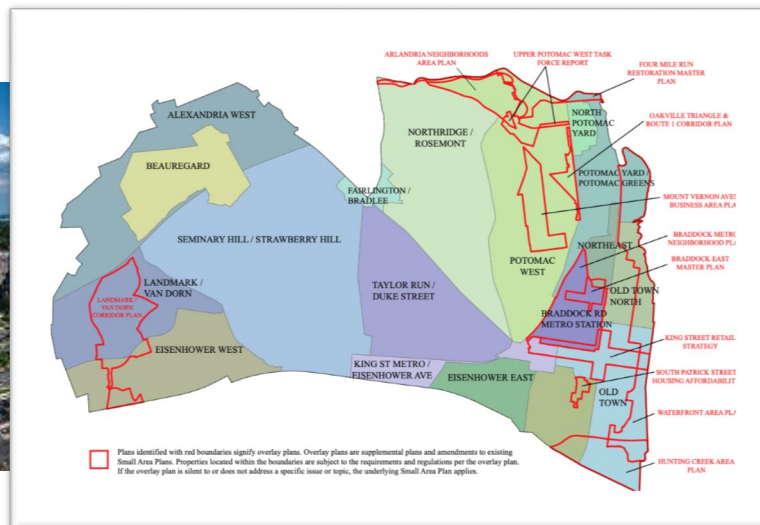 ARLANDRIA NEIGHBORHOODS
AREA PLAN
UPPER POTOMAC WEST TASK
FORCE REPORT
FOUR MILE RUN
RESTORATION MASTER
PLAN
ALEXANDRIA WEST
NORTHRIDGE /
ROSEMONT
NORTH
POTOMAC
YARD
OAKVILLE TRIANGLE &
ROUTE 1 CORRIDOR PLAN
BEAUREGARD
FAIRLINGTON /
BRADLEE
POTOMAC YARD /
POTOMAC GREENS
MOUNT VERNON AVE
BUSINESS AREA
SEMINARY HILL / STRAWBERRY HILL
POTOMAC
WEST
NORTHEAST
BRADDOCK METRO
NEIGHBORHOOD
BRADDOCK EAST
MASTER PLAN
LANDMARK /
VAN DORN
LANDMARK /
VAN DORN
CORRIDOR PLAN
TAYLOR RUN /
DUKE STREET
OLD TOWN
NORTH
BRADDOCK RD
METRO STATION
EISENHOWER WEST
KING ST METRO /
EISENHOWER AVE
EISENHOWER EAST
KING STREET RETAIL
STRATEGY
SOUTH PATRICK STREET
HOUSING
OLD
TOWN
WATERFRONT AREA
HUNTING CREEK AREA
PLAN
Plans identified with red boundaries signify overlay plans. Overlay plans are supplemental plans and amendments to existing
Small Area Plans. Properties located within the boundaries are subject to the requirements and regulations per the overlay plan.
If the overlay plan is silent to or does not address a specific issue or topic, the underlying Small Area Plan applies.